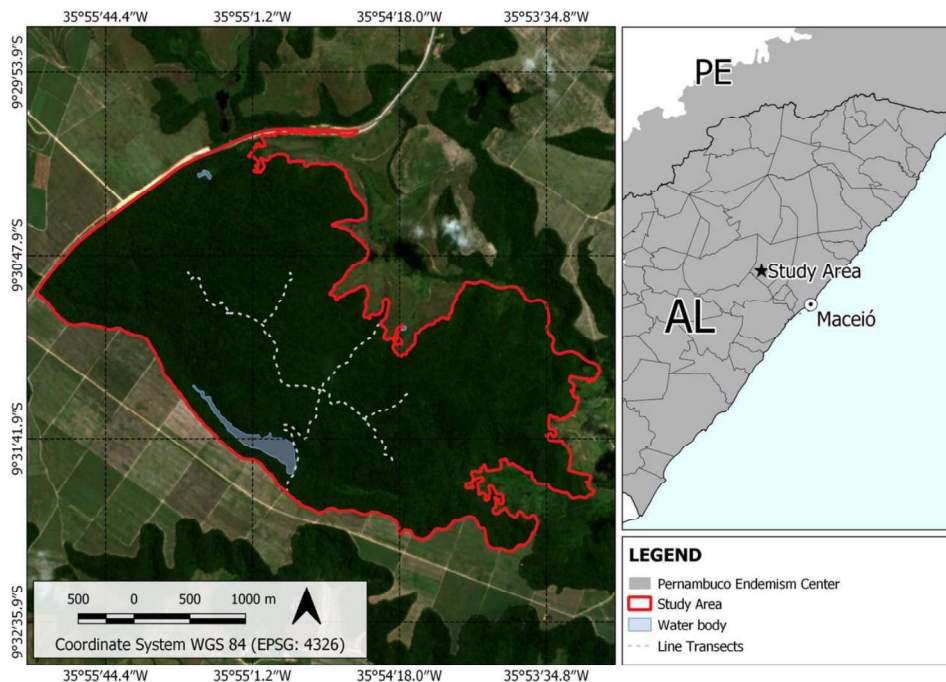 35°55′44.4″W 35°55′1.2″W 35°54′18.0″W 35°53′34.8″W
9°29′53.9″S
9°30′47.9″S
9°31′41.9″S
9°32′35.9″S
500 0 500 1000 m
Coordinate System WGS 84 (EPSG: 4326)
35°55′44.4″W 35°55′1.2″W 35°54′18.0″W 35°53′34.8″W
PE
Study Area
AL
Maceió
LEGEND
Pernambuco Endemism Center
Study Area
Water body
Line Transects